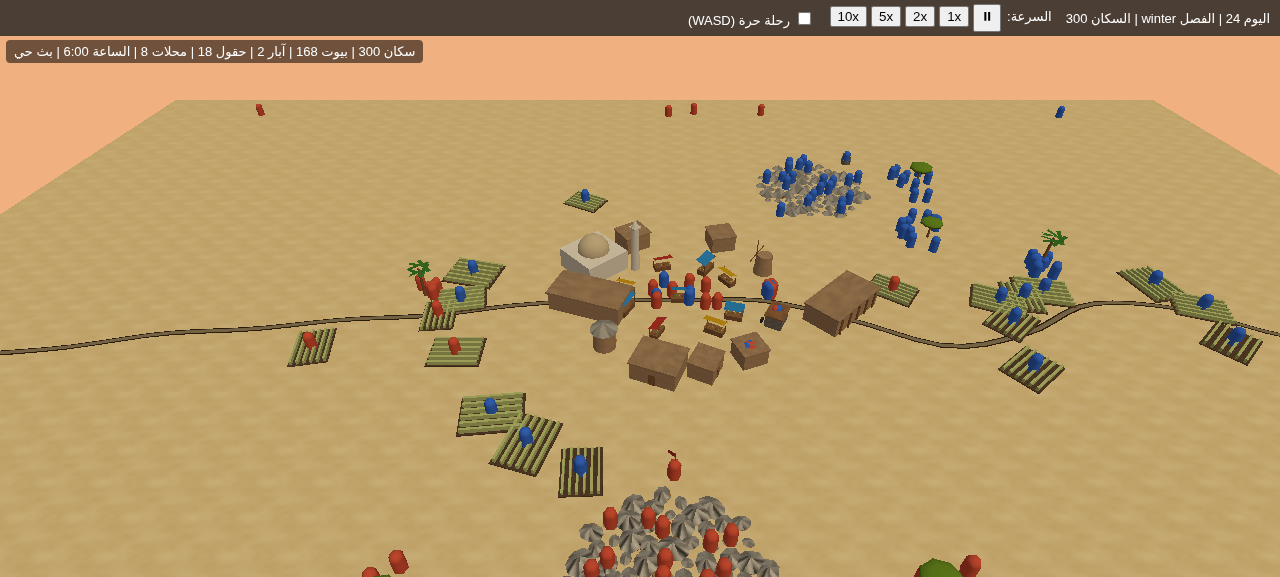 اليوم 24 | الفصل winter | السكان 300 السرعة: ⏸ 1x 2x 5x 10x رحلة حرة (WASD)
سكان 300 | بيوت 168 | آبار 2 | حقول 18 | محلات 8 | الساعة 6:00 | بث حي